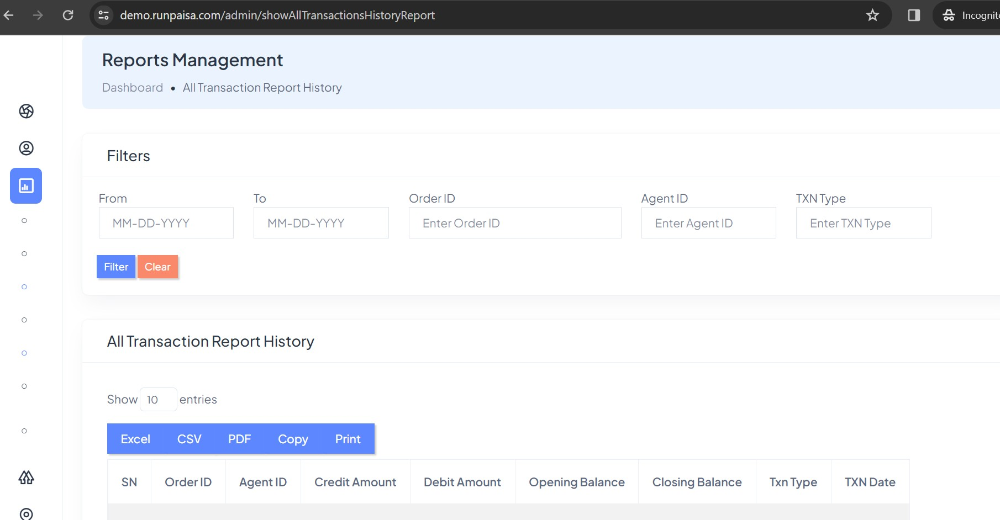 demo.runpaisa.com/admin/showAllTransactionsHistoryReport
Incognito
Reports Management
Dashboard • All Transaction Report History
Filters
From To Order ID Agent ID TXN Type
MM-DD-YYYY MM-DD-YYYY Enter Order ID Enter Agent ID Enter TXN Type
Filter Clear
All Transaction Report History
Show 10 entries
Excel CSV PDF Copy Print
SN Order ID Agent ID Credit Amount Debit Amount Opening Balance Closing Balance Txn Type TXN Date